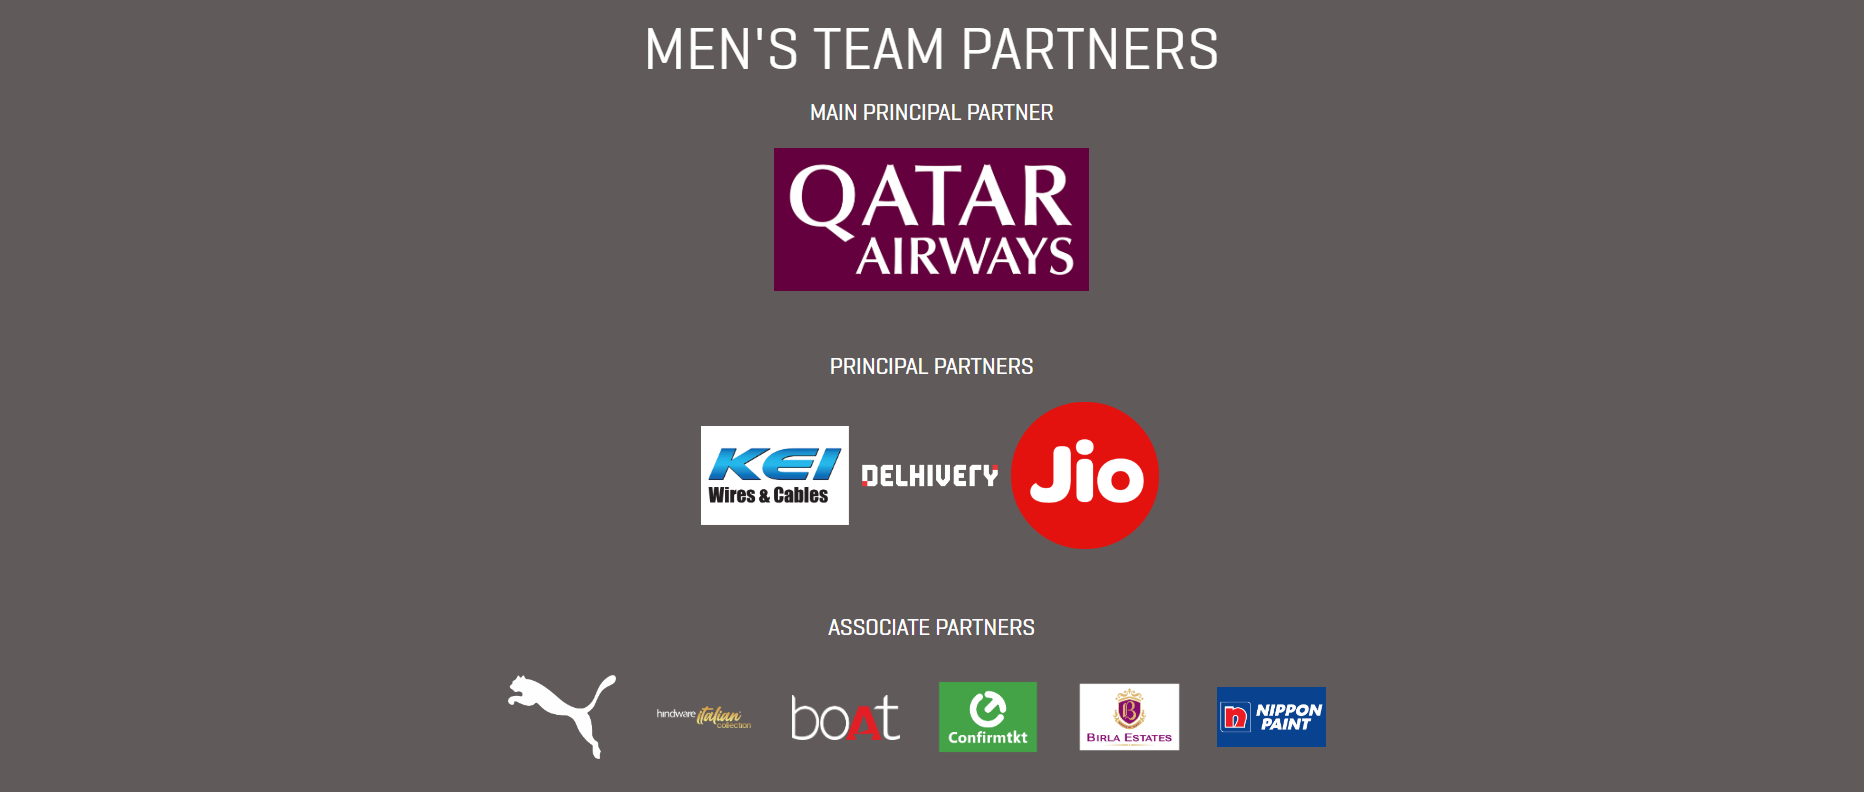 MEN'S TEAM PARTNERS
MAIN PRINCIPAL PARTNER
QATAR
AIRWAYS
PRINCIPAL PARTNERS
KEI
Wires & Cables
DELHIVERY
Jio
ASSOCIATE PARTNERS
hindware italian
collection
boAt
Confirmtkt
B
BIRLA ESTATES
n NIPPON
PAINT